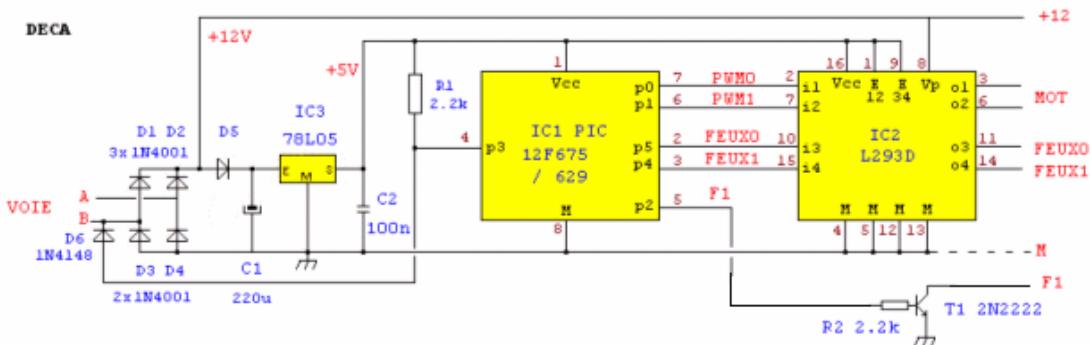 DECA
+12V
+12
+5V
R1
2.2k
IC3
78L05
E
M
S
D1 D2
D5
3x1N4001
VOIE
A
B
D6
1N4148
D3 D4
2x1N4001
C1
220u
C2
100n
1
Vcc
4
p3
IC1 PIC
12F675
/ 629
p0
p1
p5
p4
p2
M
8
7
PWM0
2
6
PWM1
7
2
FEUX0
10
3
FEUX1
15
5
F1
16
1
9
8
Vcc
E
E
Vp
12
34
i1
i2
i3
i4
IC2
L293D
o1
o2
o3
o4
3
6
MOT
11
FEUX0
14
FEUX1
M
M
M
M
4
5
12
13
M
F1
R2 2.2k
T1 2N2222